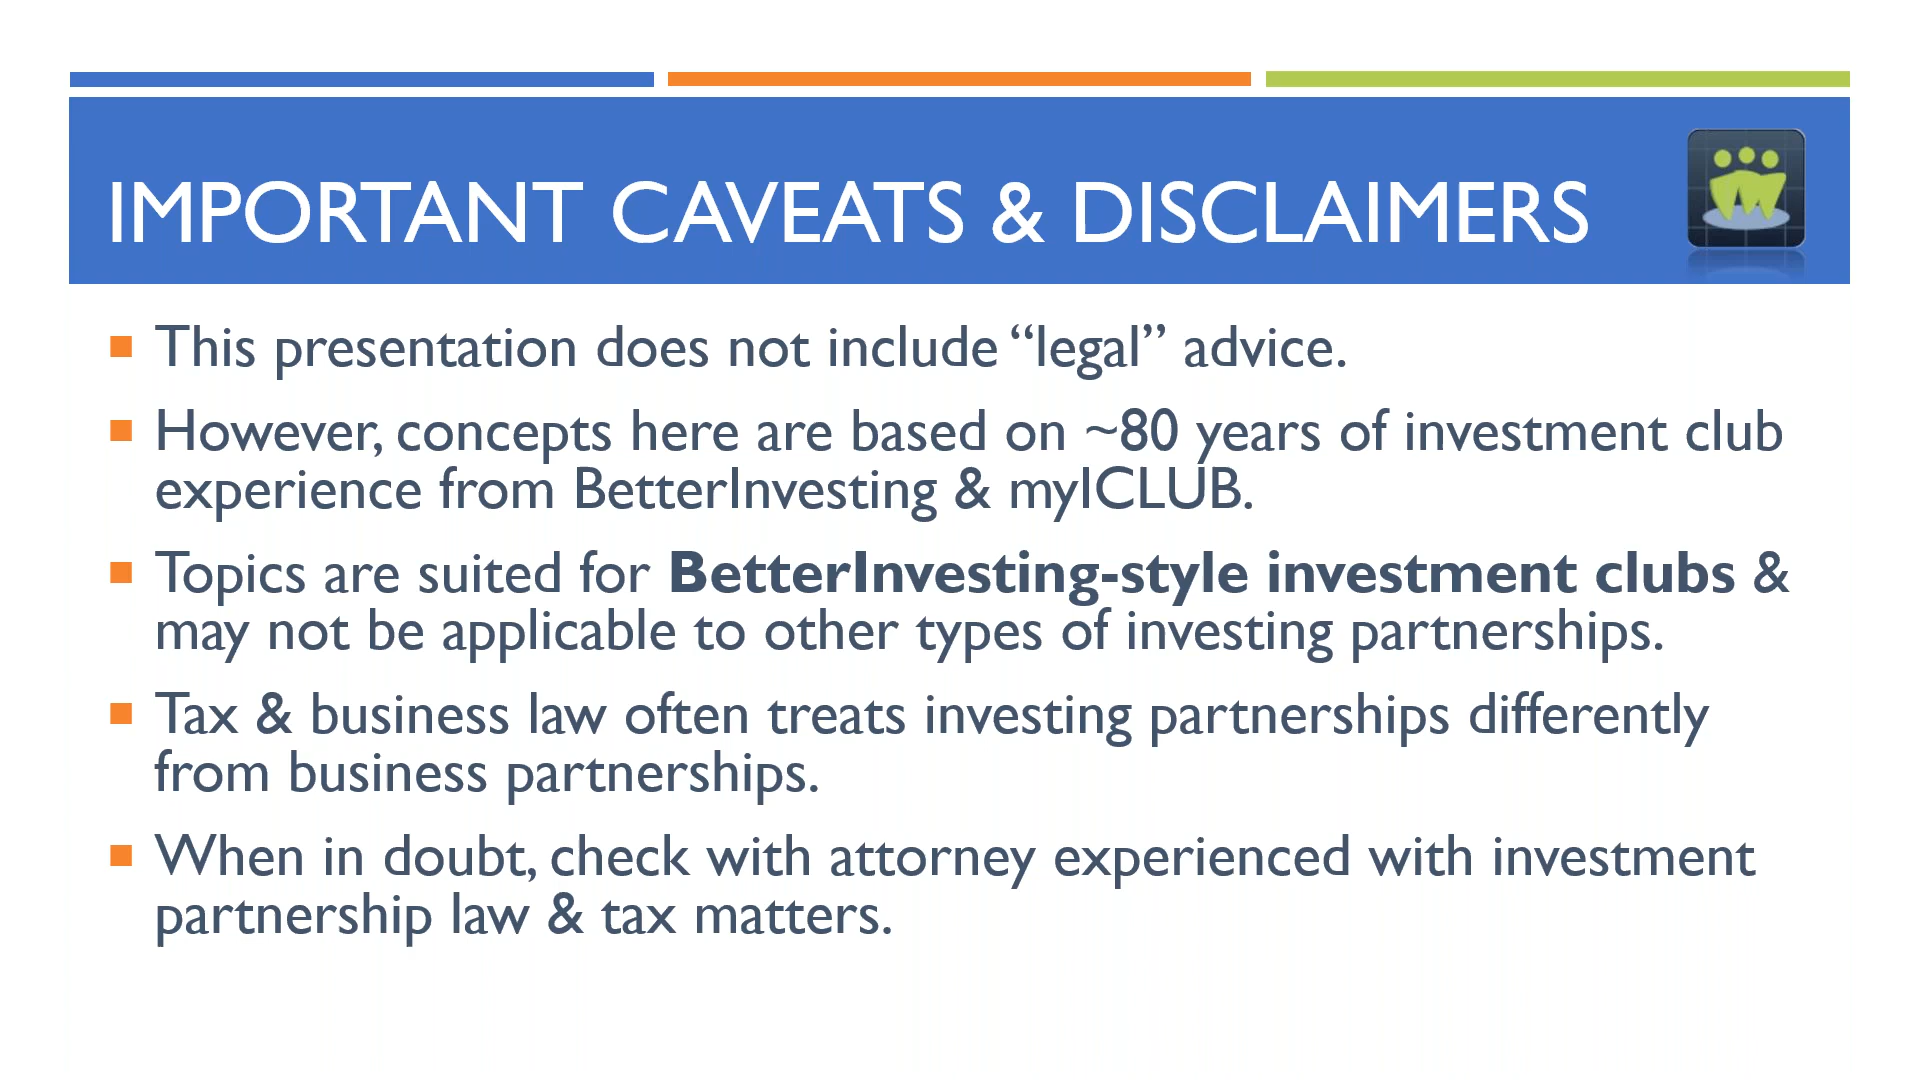 IMPORTANT CAVEATS & DISCLAIMERS
This presentation does not include “legal” advice.
However, concepts here are based on ~80 years of investment club
experience from BetterInvesting & myICLUB.
Topics are suited for BetterInvesting-style investment clubs &
may not be applicable to other types of investing partnerships.
Tax & business law often treats investing partnerships differently
from business partnerships.
When in doubt, check with attorney experienced with investment
partnership law & tax matters.